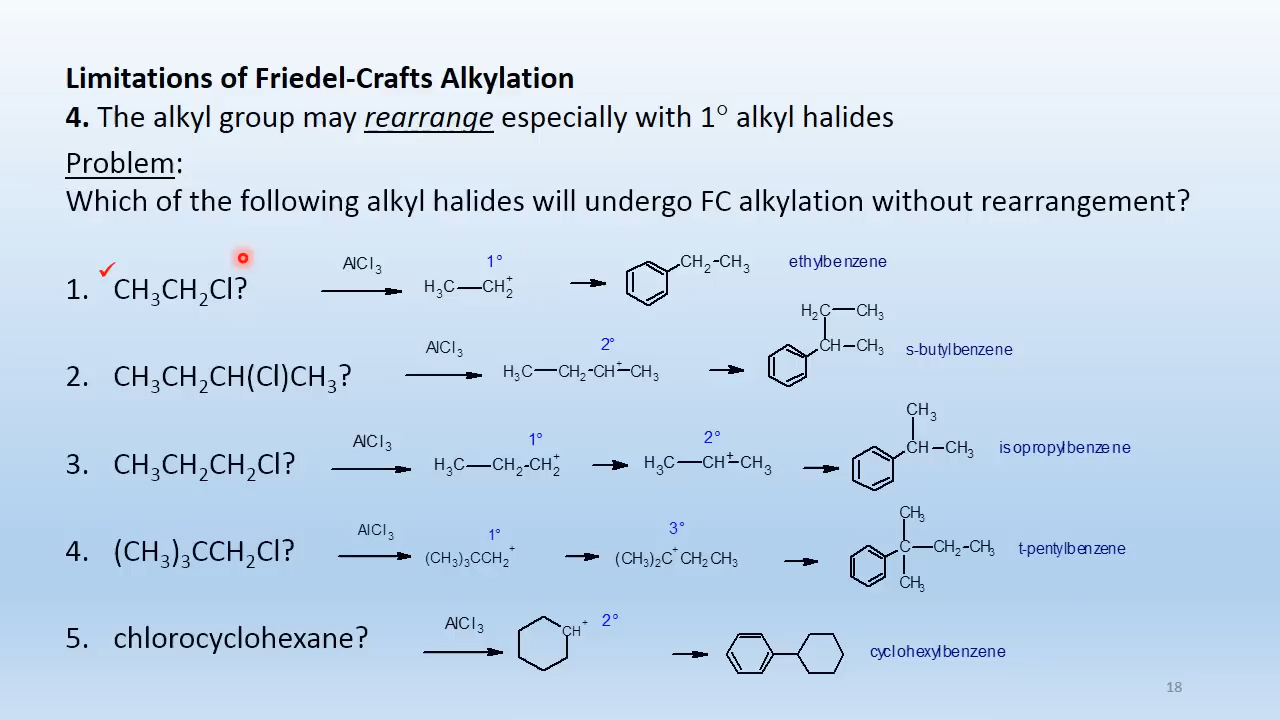 Limitations of Friedel-Crafts Alkylation
4. The alkyl group may rearrange especially with 1° alkyl halides
Problem:
Which of the following alkyl halides will undergo FC alkylation without rearrangement?
1. ✓ CH₃CH₂Cl? AlCl₃ 1° H₃C—CH₂⁺ CH₂-CH₃ ethylbenzene
2. CH₃CH₂CH(Cl)CH₃? AlCl₃ 2° H₃C—CH₂-CH⁺–CH₃ H₂C—CH₃ CH–CH₃ s-butylbenzene
3. CH₃CH₂CH₂Cl? AlCl₃ 1° H₃C—CH₂-CH₂⁺ 2° H₃C—CH⁺–CH₃ CH₃ CH–CH₃ isopropylbenzene
4. (CH₃)₃CCH₂Cl? AlCl₃ 1° (CH₃)₃CCH₂⁺ 3° (CH₃)₂C⁺CH₂CH₃ CH₃ C—CH₂-CH₃ CH₃ t-pentylbenzene
5. chlorocyclohexane? AlCl₃ CH⁺ 2° cyclohexylbenzene
18